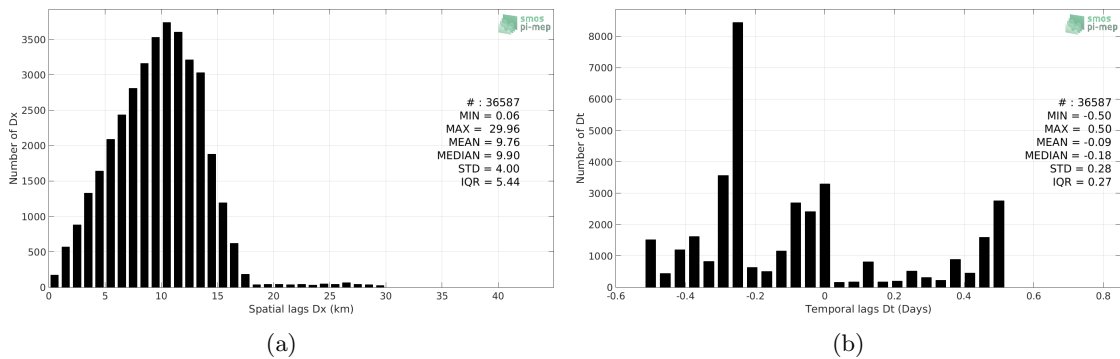 smos
pi-mep
3500
3000
2500
2000
1500
1000
500
0
Number of Dx
# : 36587
MIN = 0.06
MAX = 29.96
MEAN = 9.76
MEDIAN = 9.90
STD = 4.00
IQR = 5.44
0 5 10 15 20 25 30 35 40
Spatial lags Dx (km)
(a)
smos
pi-mep
8000
7000
6000
5000
4000
3000
2000
1000
0
Number of Dt
# : 36587
MIN = -0.50
MAX = 0.50
MEAN = -0.09
MEDIAN = -0.18
STD = 0.28
IQR = 0.27
-0.6 -0.4 -0.2 0 0.2 0.4 0.6 0.8
Temporal lags Dt (Days)
(b)